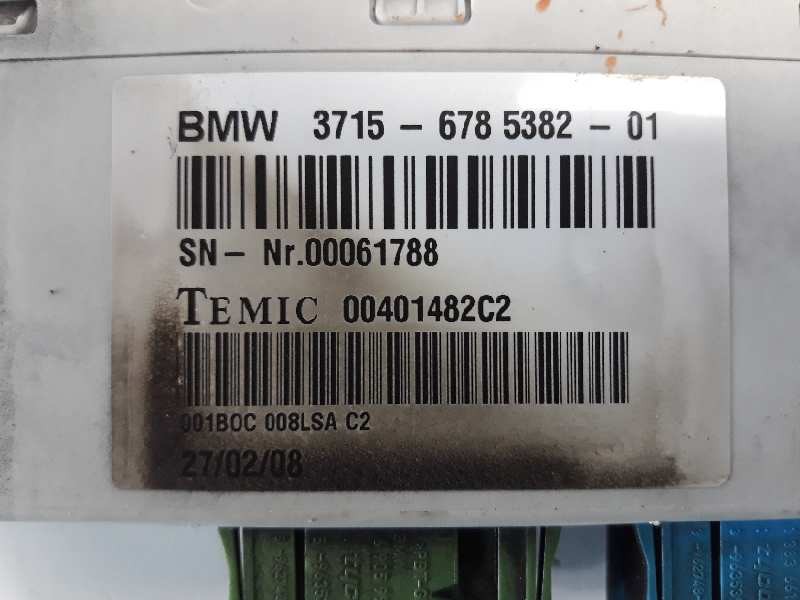 BMW 3715 - 678 5382 - 01
SN- Nr.00061788
TEMIC 00401482C2
001BOC 008LSA C2
27/02/08